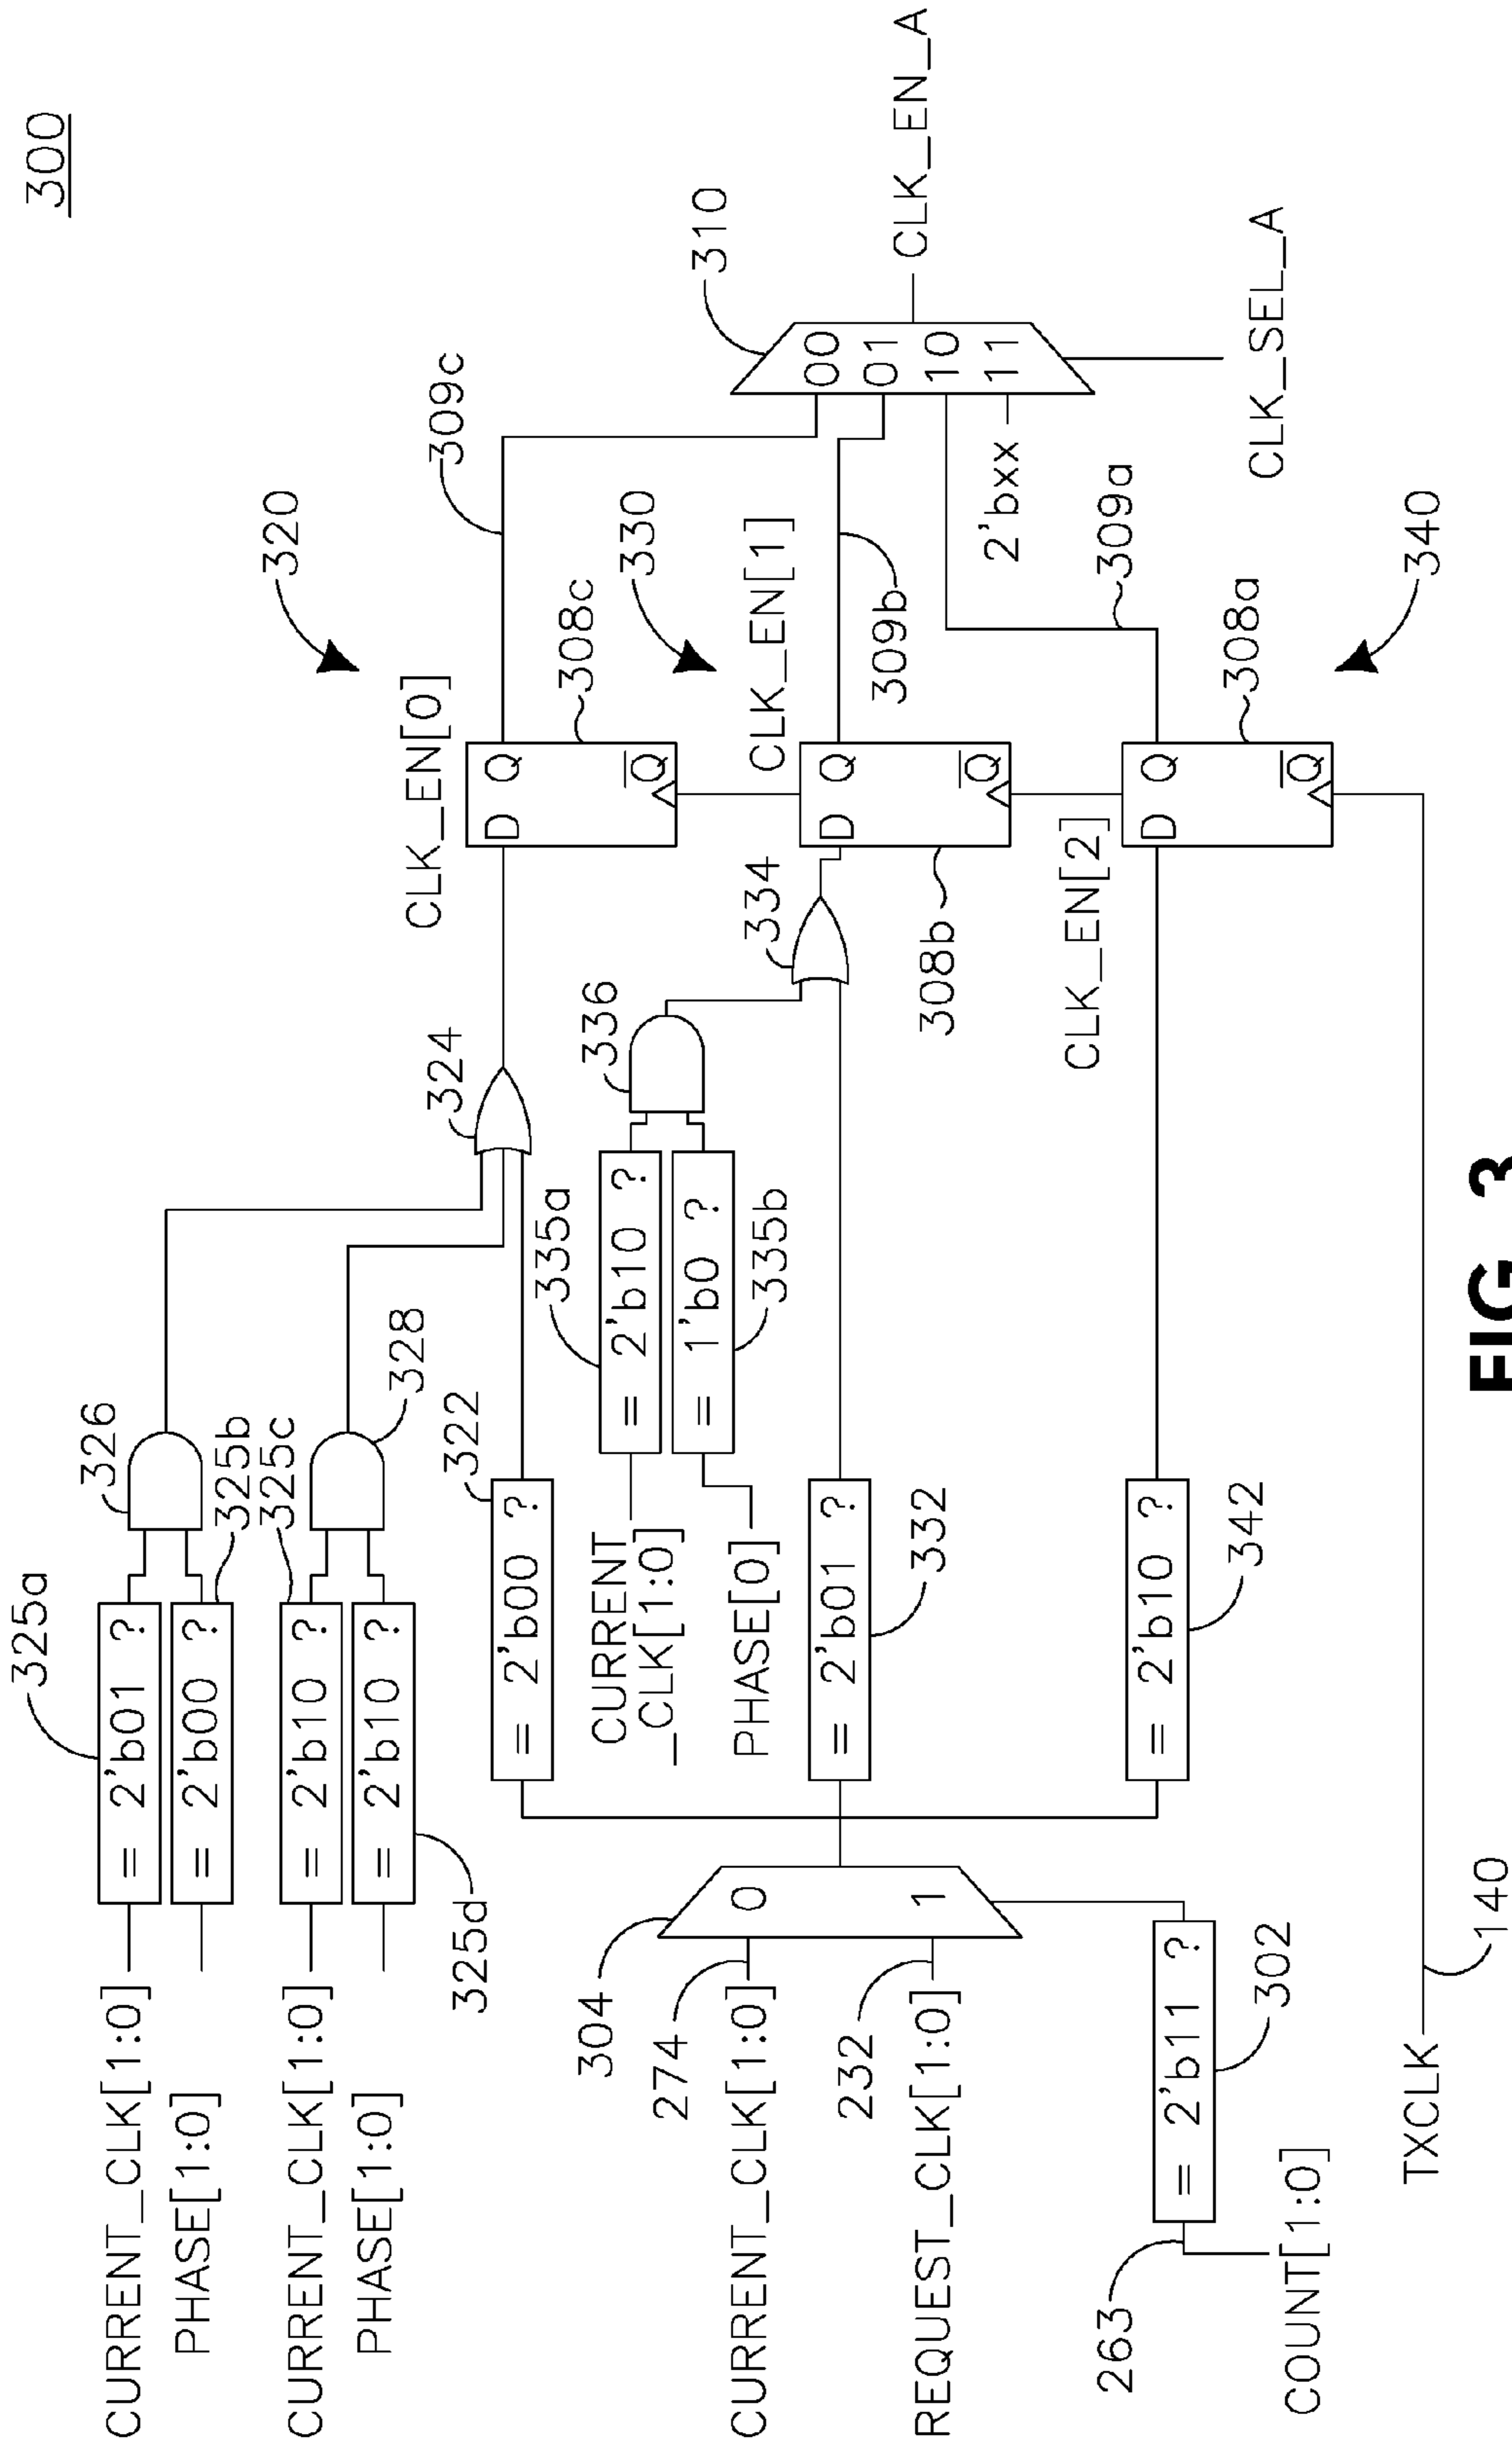 300
325a
326
CURRENT_CLK[1:0]
= 2'b01 ?
PHASE[1:0]
= 2'b00 ?
325b
325c
CURRENT_CLK[1:0]
= 2'b10 ?
328
PHASE[1:0]
= 2'b10 ?
325d
322
324
320
309c
CLK_EN[0]
= 2'b00 ?
D Q
Q
308c
304
335a
336
CURRENT
_CLK[1:0]
= 2'b10 ?
PHASE[0]
= 1'b0 ?
335b
334
330
310
274
CURRENT_CLK[1:0]
0
CLK_EN[1]
00
01
10
11
CLK_EN_A
= 2'b01 ?
332
D Q
Q
308b
309b
232
REQUEST_CLK[1:0]
1
2'bxx
CLK_EN[2]
309a
263
= 2'b11 ?
302
= 2'b10 ?
342
D Q
Q
308a
CLK_SEL_A
COUNT[1:0]
340
TXCLK
140
FIG. 3